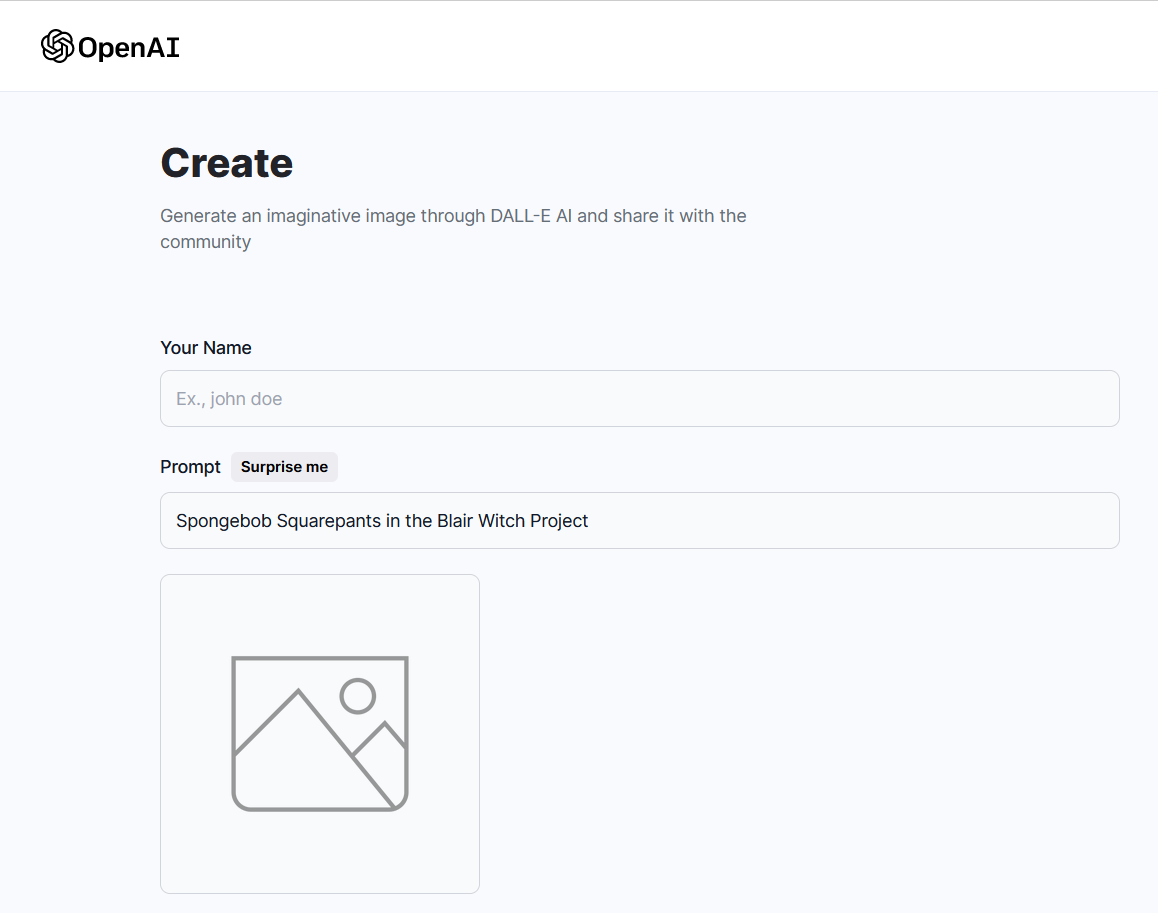 OpenAI
Create
Generate an imaginative image through DALL-E AI and share it with the
community
Your Name
Ex., john doe
Prompt Surprise me
Spongebob Squarepants in the Blair Witch Project